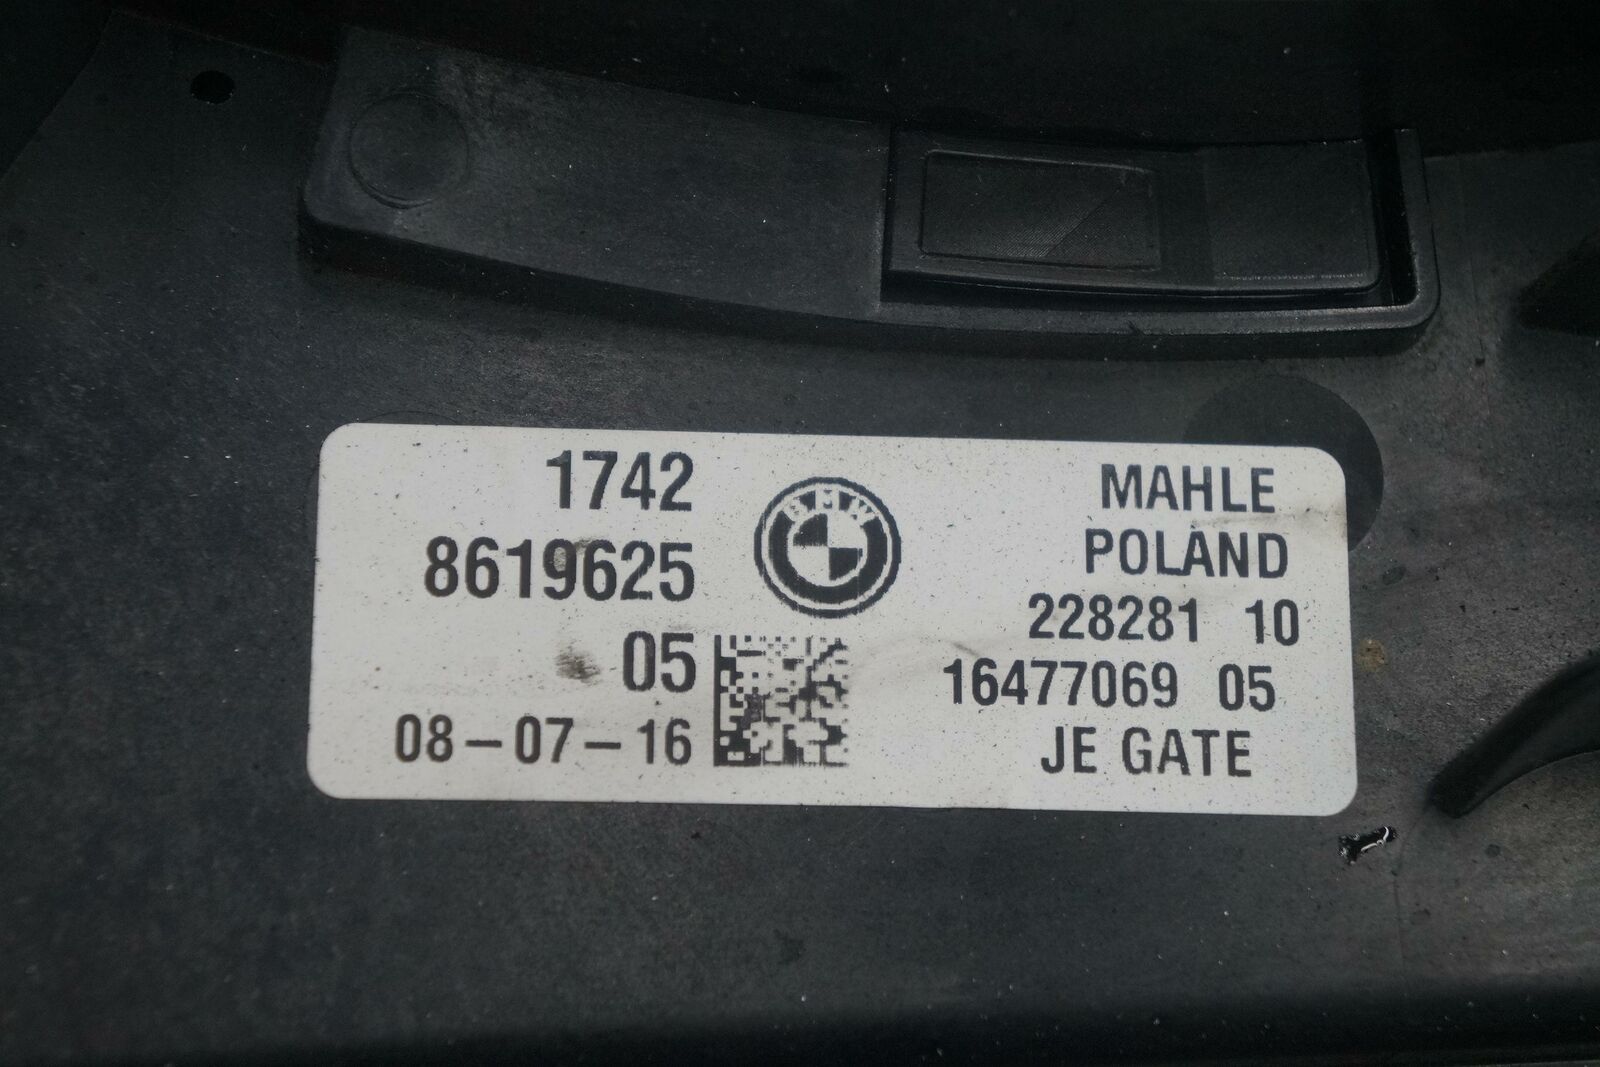 1742
8619625
05
08-07-16
BMW
MAHLE
POLAND
228281 10
16477069 05
JE GATE